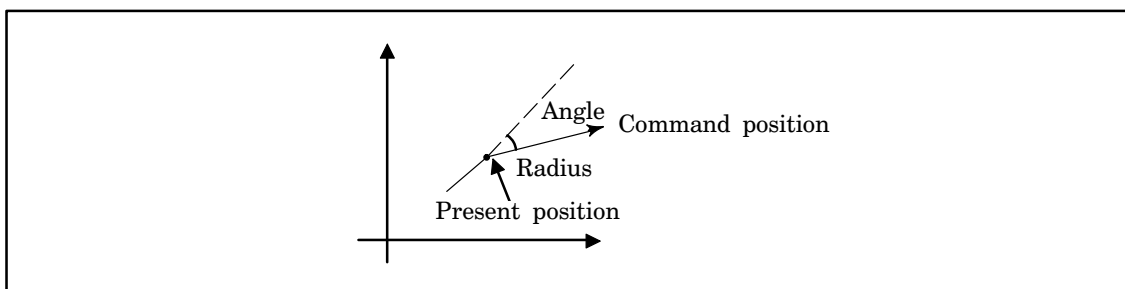 Angle
Command position
Radius
Present position